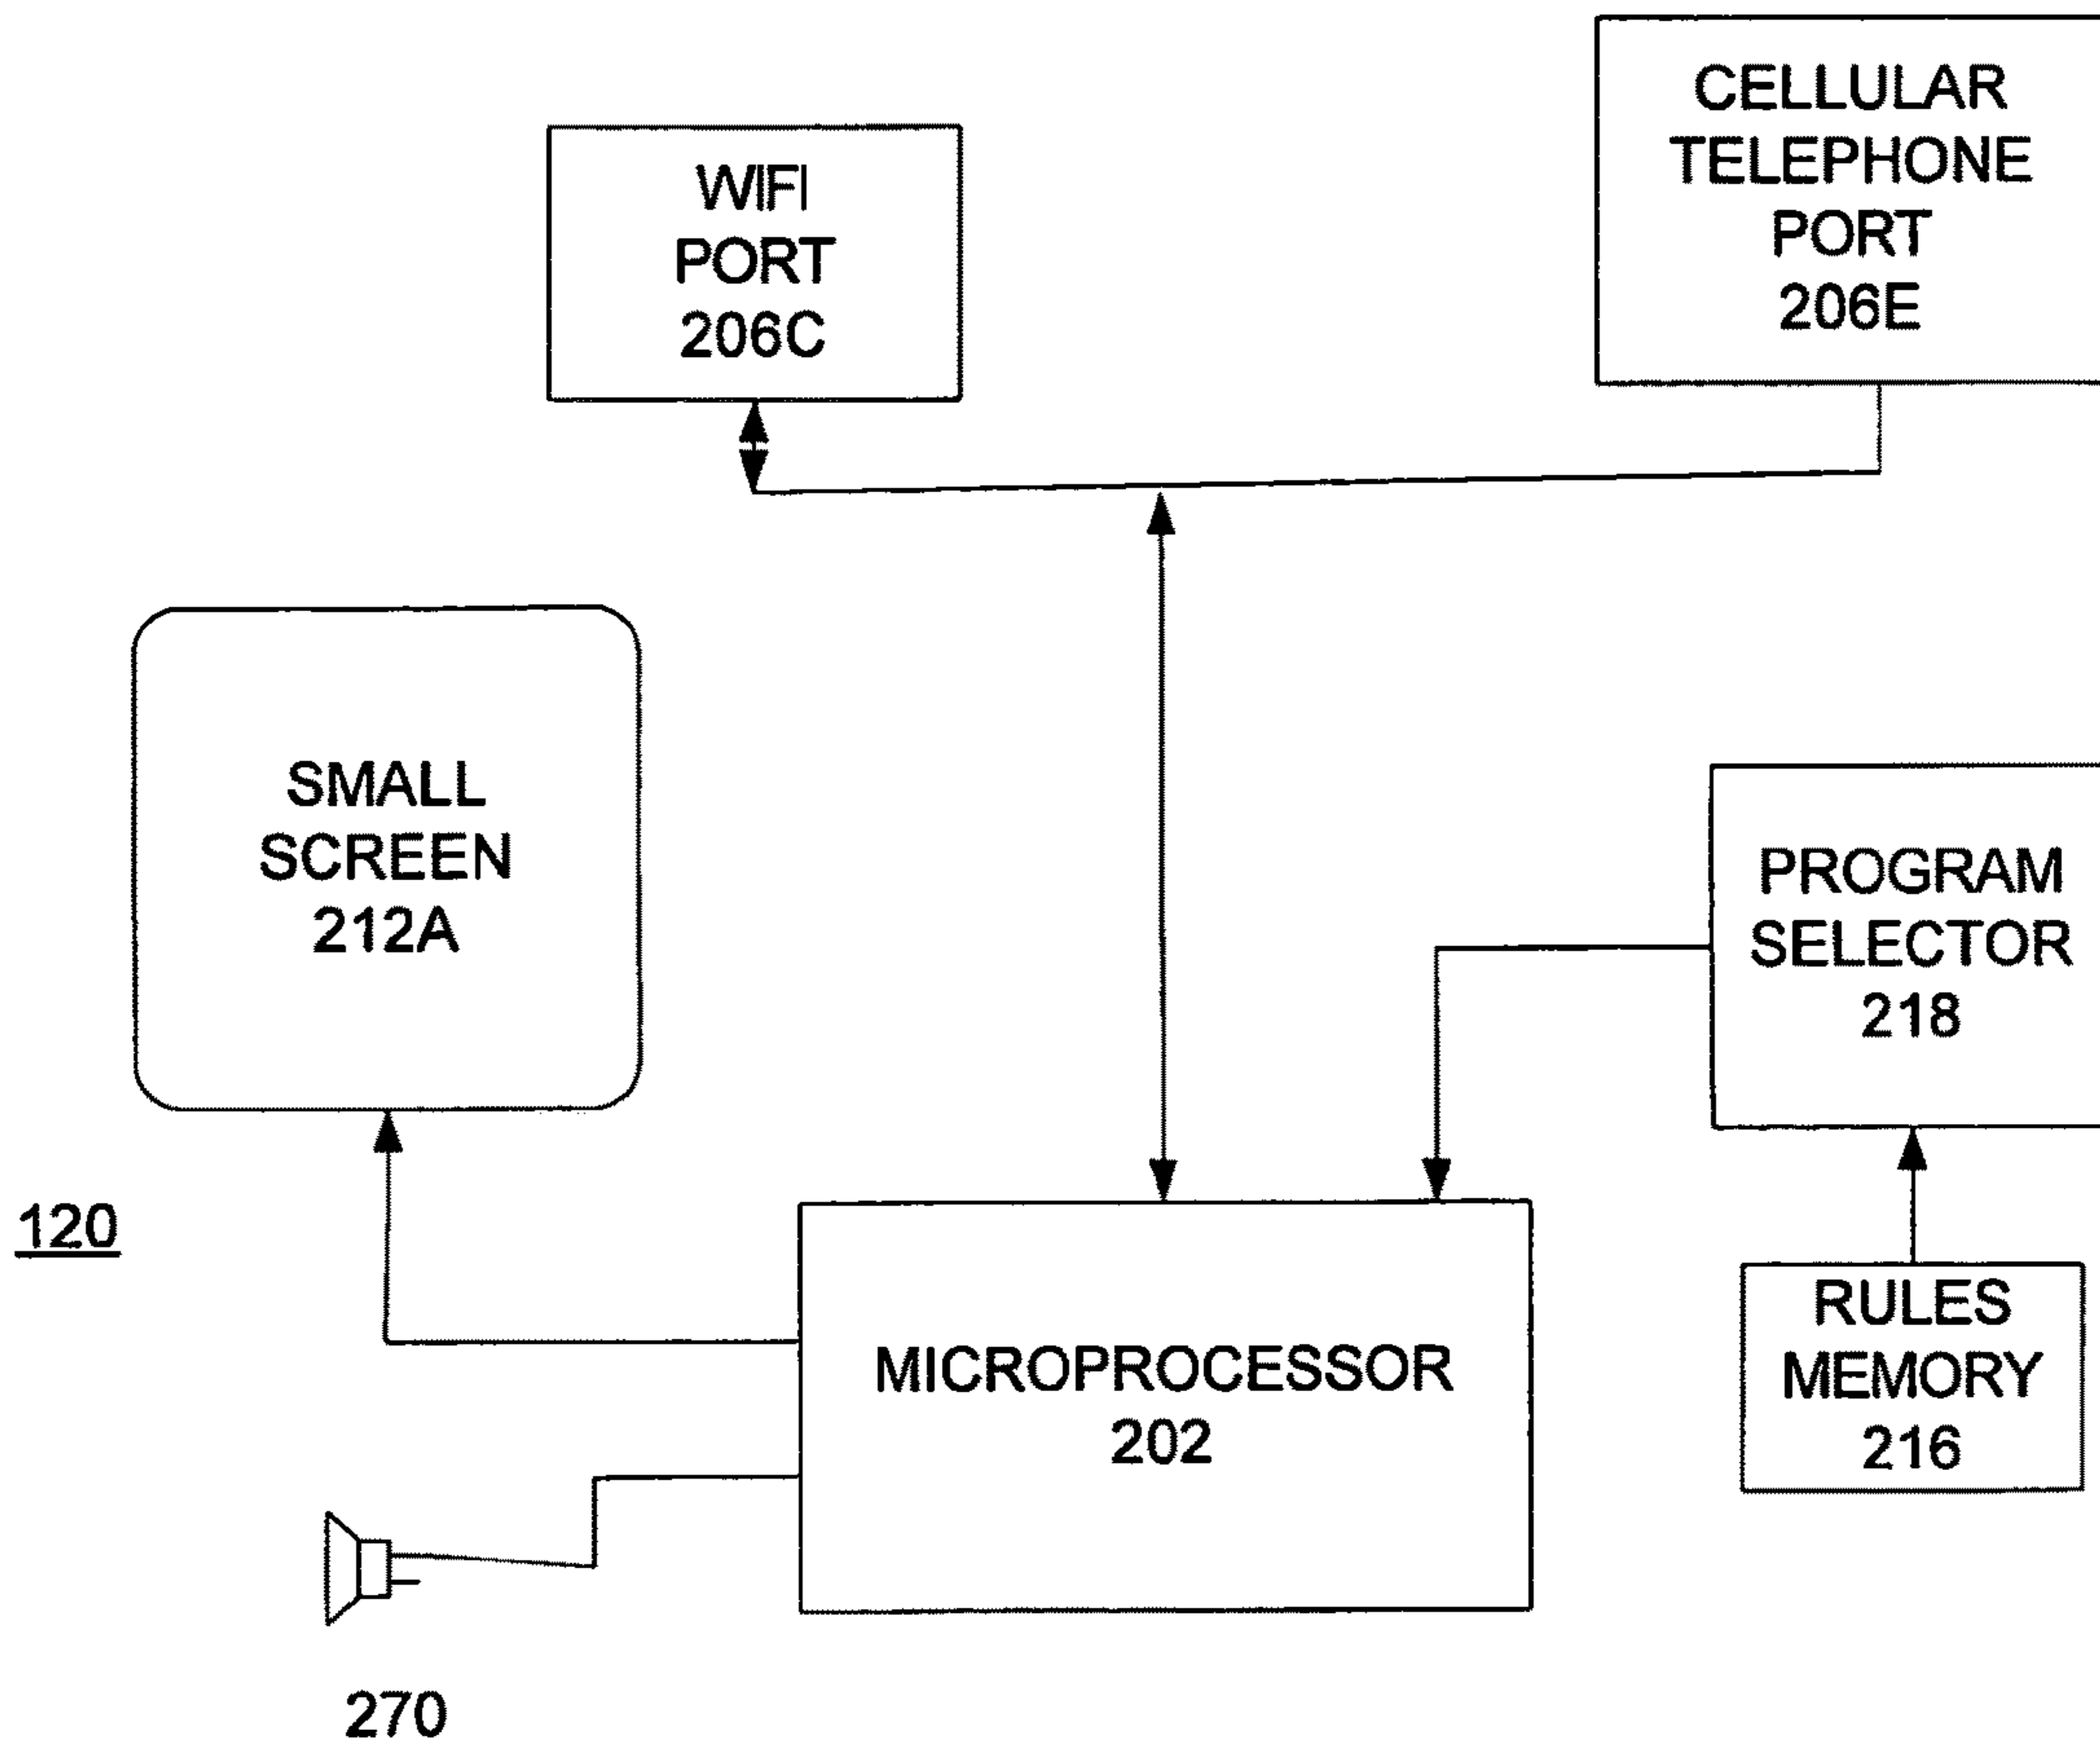 CELLULAR
TELEPHONE
PORT
206E
WIFI
PORT
206C
SMALL
SCREEN
212A
PROGRAM
SELECTOR
218
120
RULES
MEMORY
216
MICROPROCESSOR
202
270